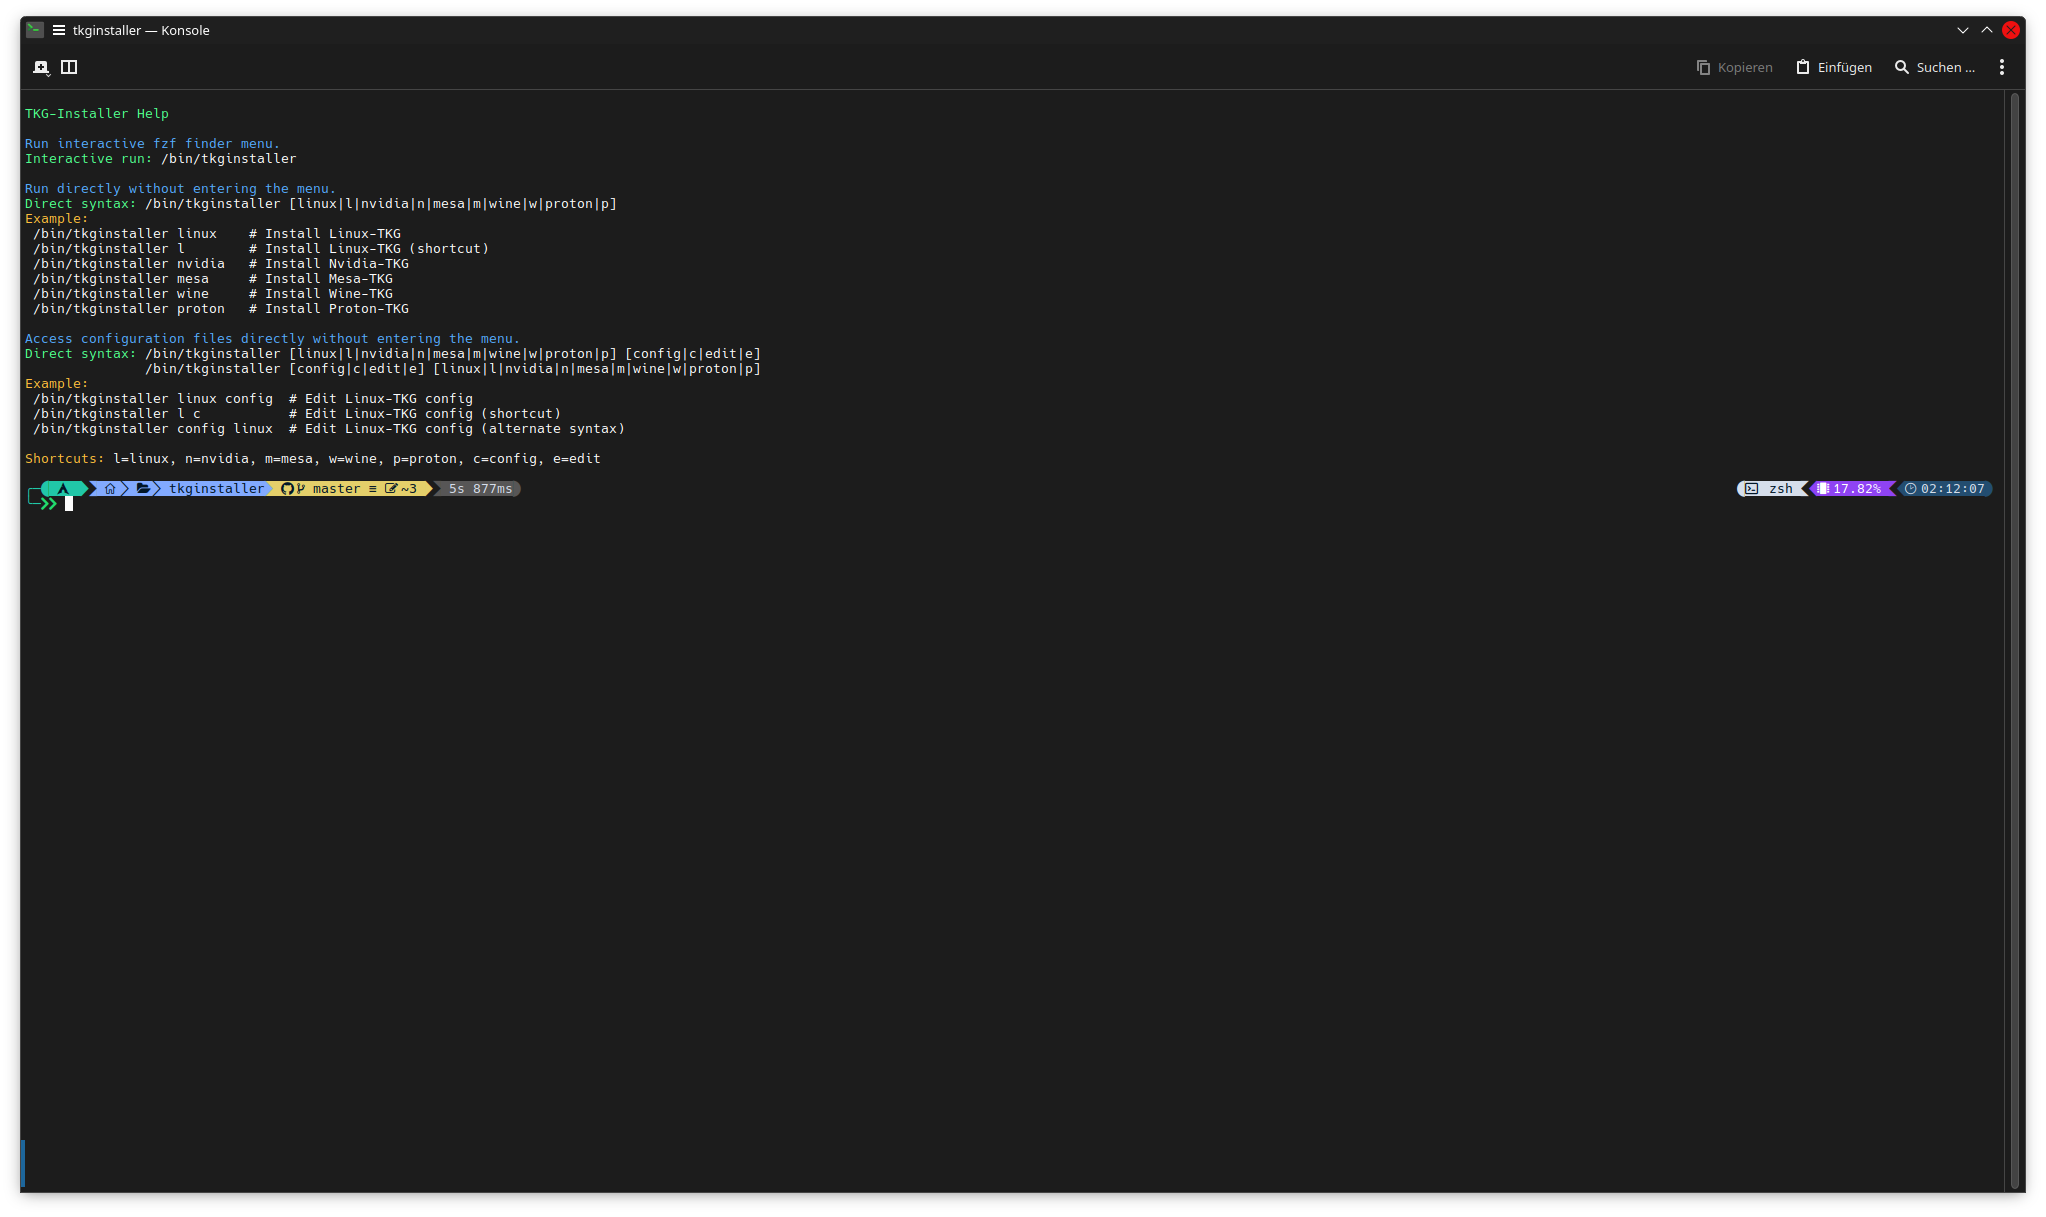 tkginstaller — Konsole
Kopieren Einfügen Suchen ...
TKG-Installer Help
Run interactive fzf finder menu.
Interactive run: /bin/tkginstaller
Run directly without entering the menu.
Direct syntax: /bin/tkginstaller [linux|l|nvidia|n|mesa|m|wine|w|proton|p]
Example:
/bin/tkginstaller linux    # Install Linux-TKG
/bin/tkginstaller l        # Install Linux-TKG (shortcut)
/bin/tkginstaller nvidia   # Install Nvidia-TKG
/bin/tkginstaller mesa     # Install Mesa-TKG
/bin/tkginstaller wine     # Install Wine-TKG
/bin/tkginstaller proton   # Install Proton-TKG
Access configuration files directly without entering the menu.
Direct syntax: /bin/tkginstaller [linux|l|nvidia|n|mesa|m|wine|w|proton|p] [config|c|edit|e]
/bin/tkginstaller [config|c|edit|e] [linux|l|nvidia|n|mesa|m|wine|w|proton|p]
Example:
/bin/tkginstaller linux config  # Edit Linux-TKG config
/bin/tkginstaller l c           # Edit Linux-TKG config (shortcut)
/bin/tkginstaller config linux  # Edit Linux-TKG config (alternate syntax)
Shortcuts: l=linux, n=nvidia, m=mesa, w=wine, p=proton, c=config, e=edit
tkginstaller master ≡ ~3 5s 877ms zsh 17.82% 02:12:07